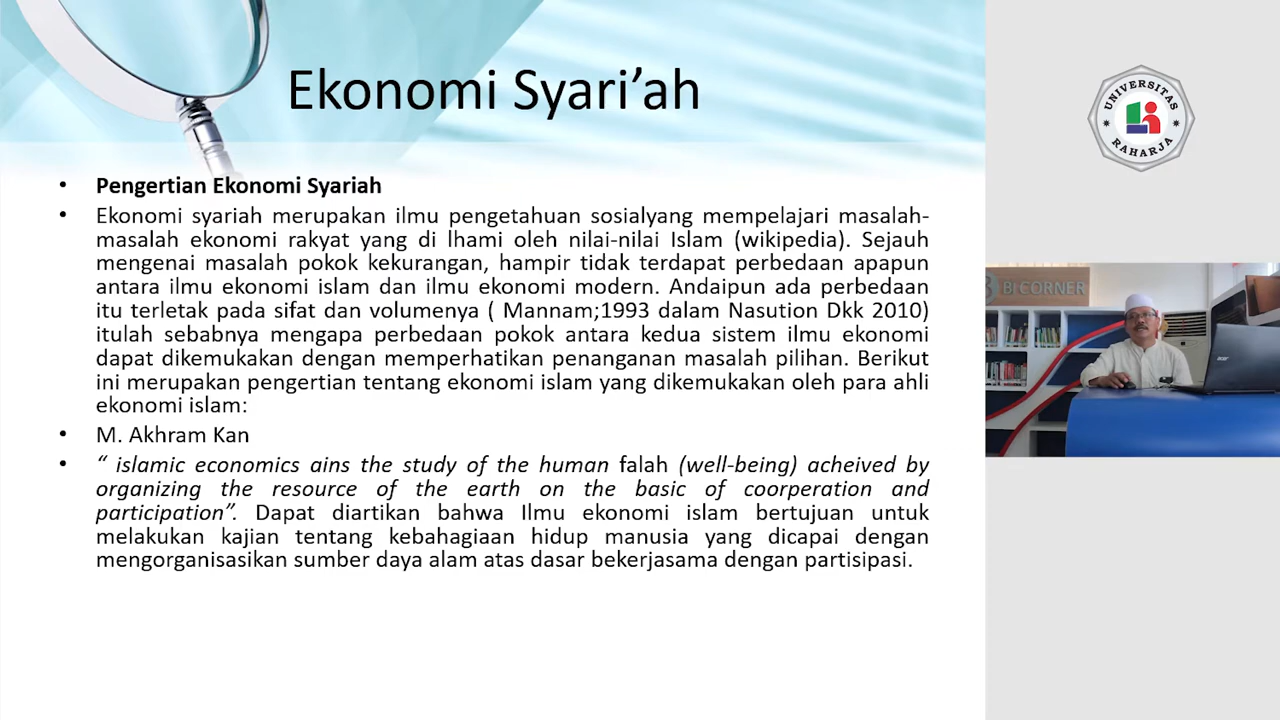 Ekonomi Syari’ah
• Pengertian Ekonomi Syariah
• Ekonomi syariah merupakan ilmu pengetahuan sosialyang mempelajari masalah-
masalah ekonomi rakyat yang di lhami oleh nilai-nilai Islam (wikipedia). Sejauh
mengenai masalah pokok kekurangan, hampir tidak terdapat perbedaan apapun
antara ilmu ekonomi islam dan ilmu ekonomi modern. Andaipun ada perbedaan
itu terletak pada sifat dan volumenya ( Mannam;1993 dalam Nasution Dkk 2010)
itulah sebabnya mengapa perbedaan pokok antara kedua sistem ilmu ekonomi
dapat dikemukakan dengan memperhatikan penanganan masalah pilihan. Berikut
ini merupakan pengertian tentang ekonomi islam yang dikemukakan oleh para ahli
ekonomi islam:
• M. Akhram Kan
• “ islamic economics ains the study of the human falah (well-being) acheived by
organizing the resource of the earth on the basic of coorperation and
participation”. Dapat diartikan bahwa Ilmu ekonomi islam bertujuan untuk
melakukan kajian tentang kebahagiaan hidup manusia yang dicapai dengan
mengorganisasikan sumber daya alam atas dasar bekerjasama dengan partisipasi.
UNIVERSITAS
RAHARJA
BI CORNER
acer